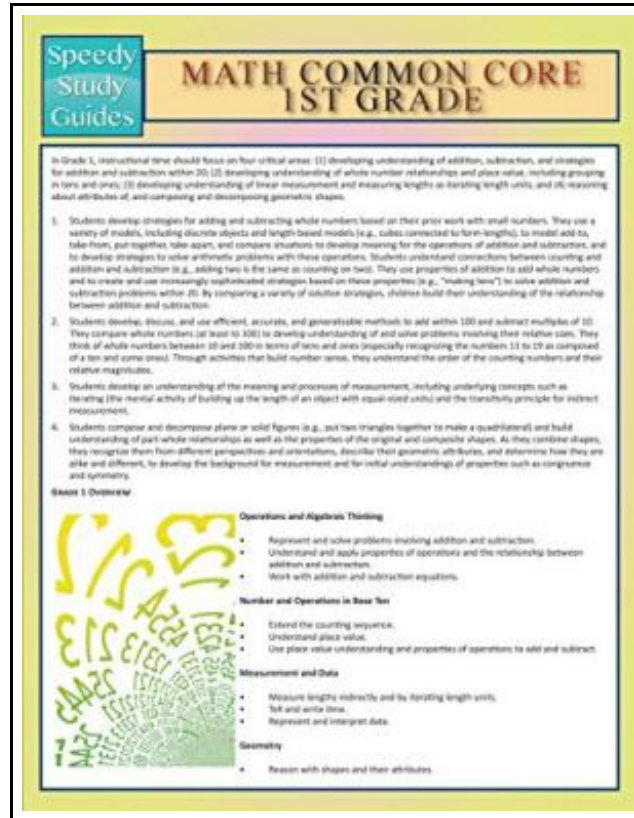 Speedy
Study
Guides
MATH COMMON CORE
1ST GRADE
In Grade 1, instructional time should focus on four critical areas: (1) developing understanding of addition, subtraction, and strategies
for addition and subtraction within 20; (2) developing understanding of whole number relationships and place value, including grouping
in tens and ones; (3) developing understanding of linear measurement and measuring lengths as iterating length units; and (4) reasoning
about attributes of, and composing and decomposing geometric shapes.
1. Students develop strategies for adding and subtracting whole numbers based on their prior work with small numbers. They use a
variety of models, including discrete objects and length-based models (e.g., cubes connected to form lengths), to model add-to,
take-from, put-together, take-apart, and compare situations to develop meaning for the operations of addition and subtraction, and
to develop strategies to solve arithmetic problems with these operations. Students understand connections between counting and
addition and subtraction (e.g., adding two is the same as counting on two). They use properties of addition to add whole numbers
and to create and use increasingly sophisticated strategies based on these properties (e.g., "making tens") to solve addition and
subtraction problems within 20. By comparing a variety of solution strategies, children build their understanding of the relationship
between addition and subtraction.
2. Students develop, discuss, and use efficient, accurate, and generalizable methods to add within 100 and subtract multiples of 10.
They compare whole numbers (at least to 100) to develop understanding of and solve problems involving their relative sizes. They
think of whole numbers between 10 and 100 in terms of tens and ones (especially recognizing the numbers 11 to 19 as composed
of a ten and some ones). Through activities that build number sense, they understand the order of the counting numbers and their
relative magnitudes.
3. Students develop an understanding of the meaning and processes of measurement, including underlying concepts such as
iterating (the mental activity of building up the length of an object with equal-sized units) and the transitivity principle for indirect
measurement.
4. Students compose and decompose plane or solid figures (e.g., put two triangles together to make a quadrilateral) and build
understanding of part-whole relationships as well as the properties of the original and composite shapes. As they combine shapes,
they recognize them from different perspectives and orientations, describe their geometric attributes, and determine how they are
alike and different, to develop the background for measurement and for initial understandings of properties such as congruence
and symmetry.
GRADE 1 OVERVIEW
Operations and Algebraic Thinking
• Represent and solve problems involving addition and subtraction.
• Understand and apply properties of operations and the relationship between
addition and subtraction.
• Work with addition and subtraction equations.
Number and Operations in Base Ten
• Extend the counting sequence.
• Understand place value.
• Use place value understanding and properties of operations to add and subtract.
Measurement and Data
• Measure lengths indirectly and by iterating length units.
• Tell and write time.
• Represent and interpret data.
Geometry
• Reason with shapes and their attributes.